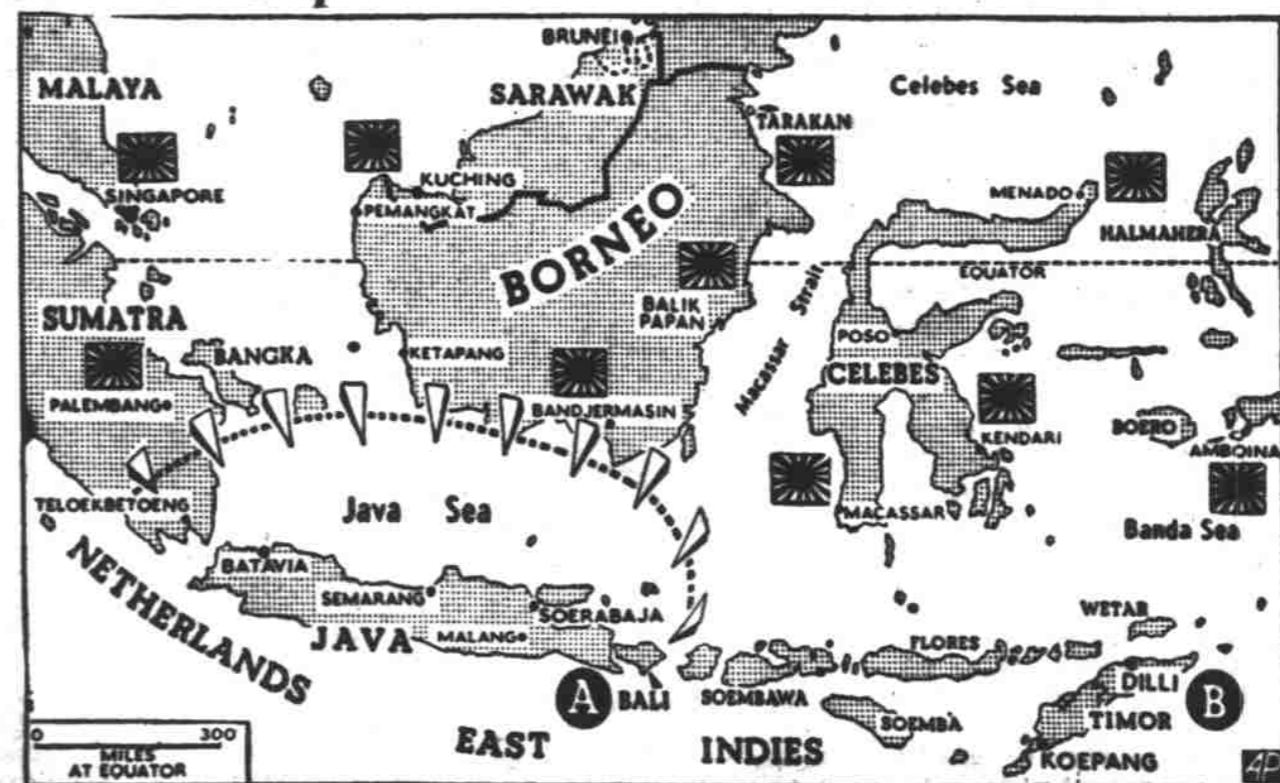 BRUNEI
MALAYA
SARAWAK
Celebes Sea
TARAKAN
SINGAPORE
KUCHING
PEMANGKAT
MENADO
HALMAHERA
BORNEO
EQUATOR
Macassar Strait
BALIK
PAPAN
SUMATRA
BANGKA
KETAPANG
POSO
CELEBES
PALEMBANG
BANDJERMASIN
KENDARI
BOERO
AMBOINA
TELOEKBETOENG
Java Sea
MACASSAR
Banda Sea
NETHERLANDS
BATAVIA
SEMARANG
SOERABAJA
WETAR
JAVA
MALANG
FLORES
A
BALI
SOEMBAWA
DILLI
B
SOEMBA
TIMOR
0 300
MILES
AT EQUATOR
EAST INDIES
KOEPANG
AP